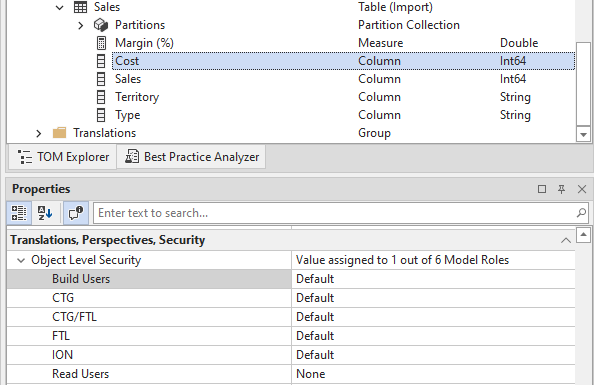 Sales Table (Import)
Partitions Partition Collection
Margin (%) Measure Double
Cost Column Int64
Sales Column Int64
Territory Column String
Type Column String
Translations Group
TOM Explorer Best Practice Analyzer
Properties
Enter text to search...
Translations, Perspectives, Security
Object Level Security Value assigned to 1 out of 6 Model Roles
Build Users Default
CTG Default
CTG/FTL Default
FTL Default
ION Default
Read Users None